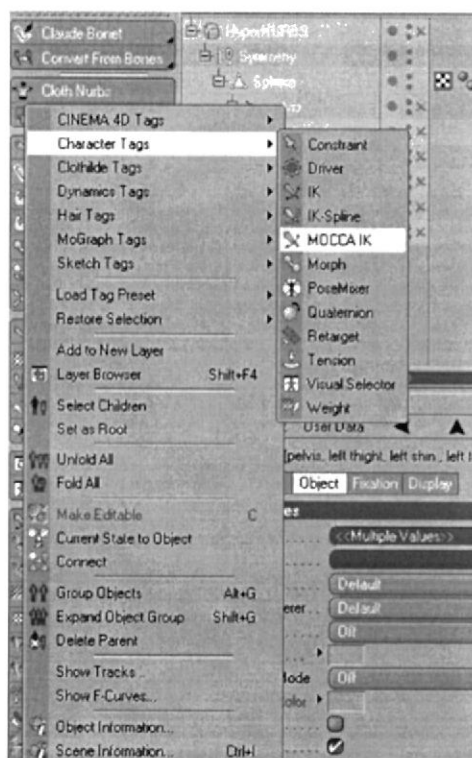 Claude Bonet
Convert From Bones
Cloth Nurbs
HyperNURBS
Symmetry
Sphere
CINEMA 4D Tags
Character Tags
Clothilde Tags
Dynamics Tags
Hair Tags
MoGraph Tags
Sketch Tags
Load Tag Preset
Restore Selection
Add to New Layer
Layer Browser Shift+F4
Select Children
Set as Root
Unfold All
Fold All
Make Editable C
Current State to Object
Connect
Group Objects Alt+G
Expand Object Group Shift+G
Delete Parent
Show Tracks...
Show F-Curves...
Object Information...
Scene Information... Ctrl+I
Constraint
Driver
IK
IK-Spline
MOCCA IK
Morph
PoseMixer
Quaternion
Retarget
Tension
Visual Selector
Weight
User Data
[pelvis, left thigh, left shin , left
Object Fixation Display
<<Multiple Values>>
Default
Default
Off
Mode Off